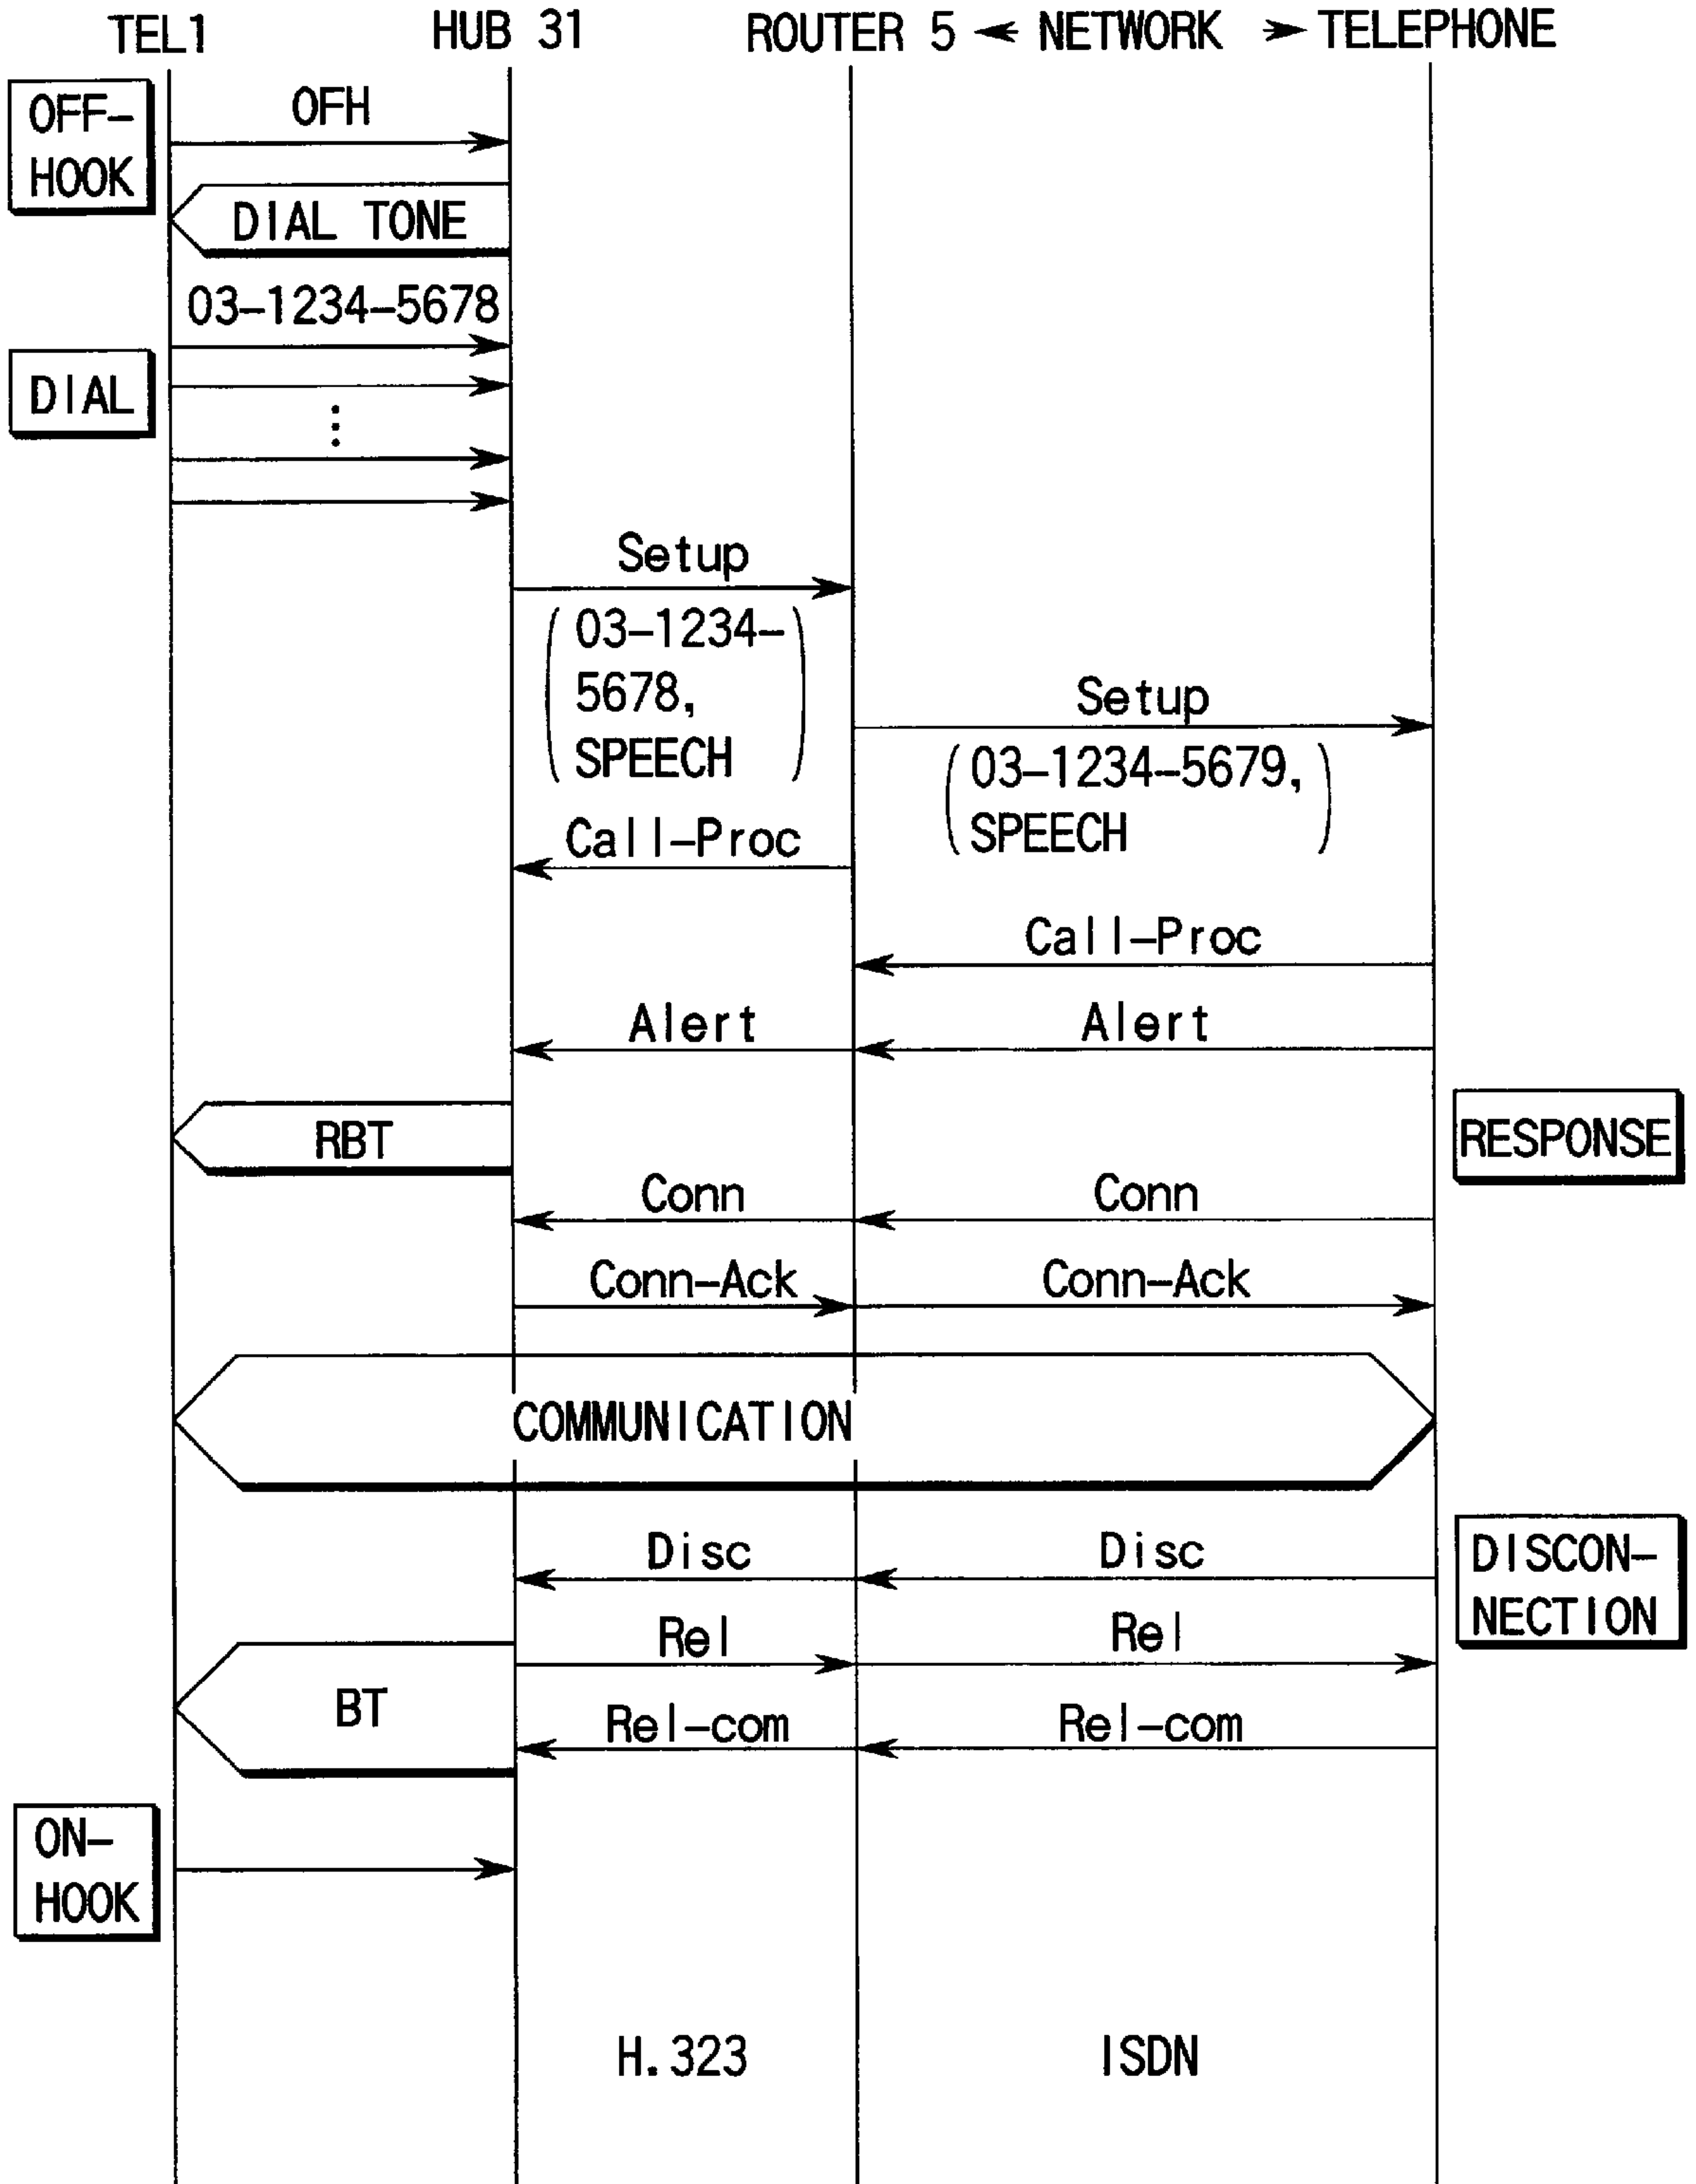 TEL1 HUB 31 ROUTER 5 NETWORK TELEPHONE
OFF-
HOOK
OFH
DIAL TONE
03-1234-5678
DIAL
Setup
03-1234-
5678,
SPEECH
Setup
03-1234-5679,
SPEECH
Call-Proc
Call-Proc
Alert Alert
RBT
RESPONSE
Conn Conn
Conn-Ack Conn-Ack
COMMUNICATION
Disc Disc
DISCON-
NECTION
Rel Rel
BT
Rel-com Rel-com
ON-
HOOK
H.323 ISDN